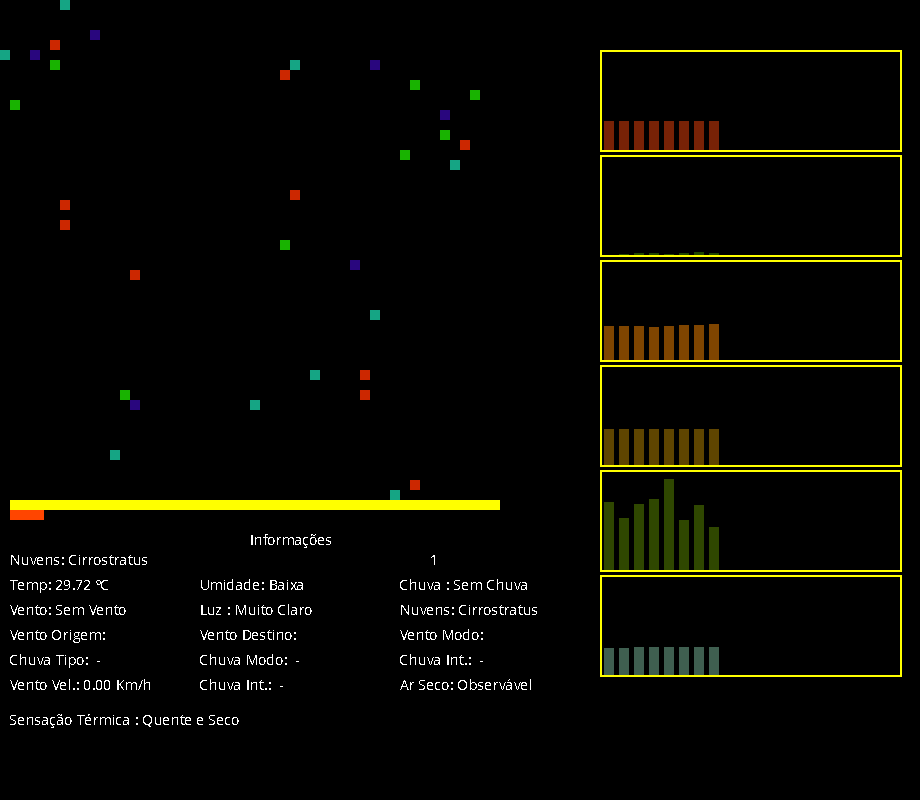 Informações
Nuvens: Cirrostratus 1
Temp: 29.72 ºC Umidade: Baixa Chuva : Sem Chuva
Vento: Sem Vento Luz : Muito Claro Nuvens: Cirrostratus
Vento Origem: Vento Destino: Vento Modo:
Chuva Tipo: - Chuva Modo: - Chuva Int.: -
Vento Vel.: 0.00 Km/h Chuva Int.: - Ar Seco: Observável
Sensação Térmica : Quente e Seco